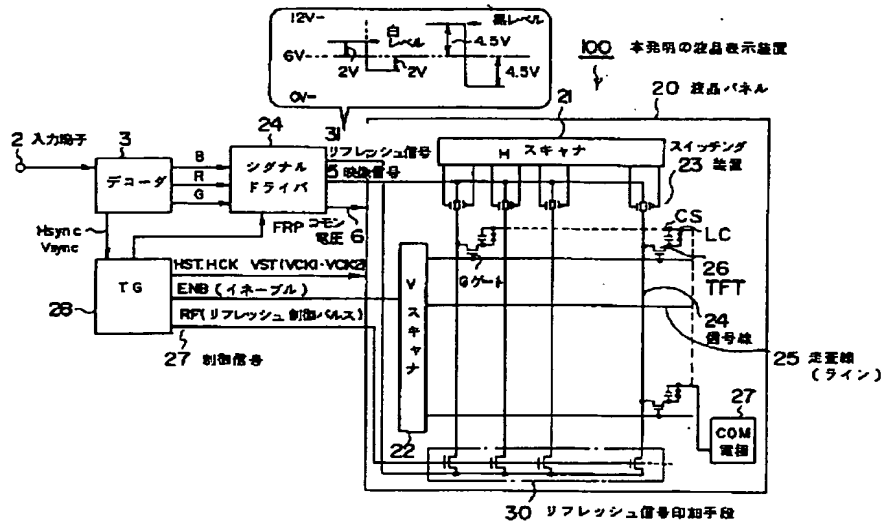 12V-
6V
0V-
白
レベル
黒レベル
2V
2V
4.5V
4.5V
100 本発明の液晶表示装置
20 液晶パネル
2 入力端子
3
デコーダ
B
R
G
24
シグナル
ドライバ
31
リフレッシュ信号
5 映像信号
FRP コモン
電圧 6
21
H スキャナ
スイッチング
23 装置
Hsync
Vsync
28
TG
HST.HCK VST(VCK1·VCK2)
ENB(イネーブル)
RF(リフレッシュ制御パルス)
27 制御信号
V
スキャナ
22
Gゲート
CS
LC
26
TFT
24
信号線
25 走査線
(ライン)
27
COM
電極
30 リフレッシュ信号印加手段